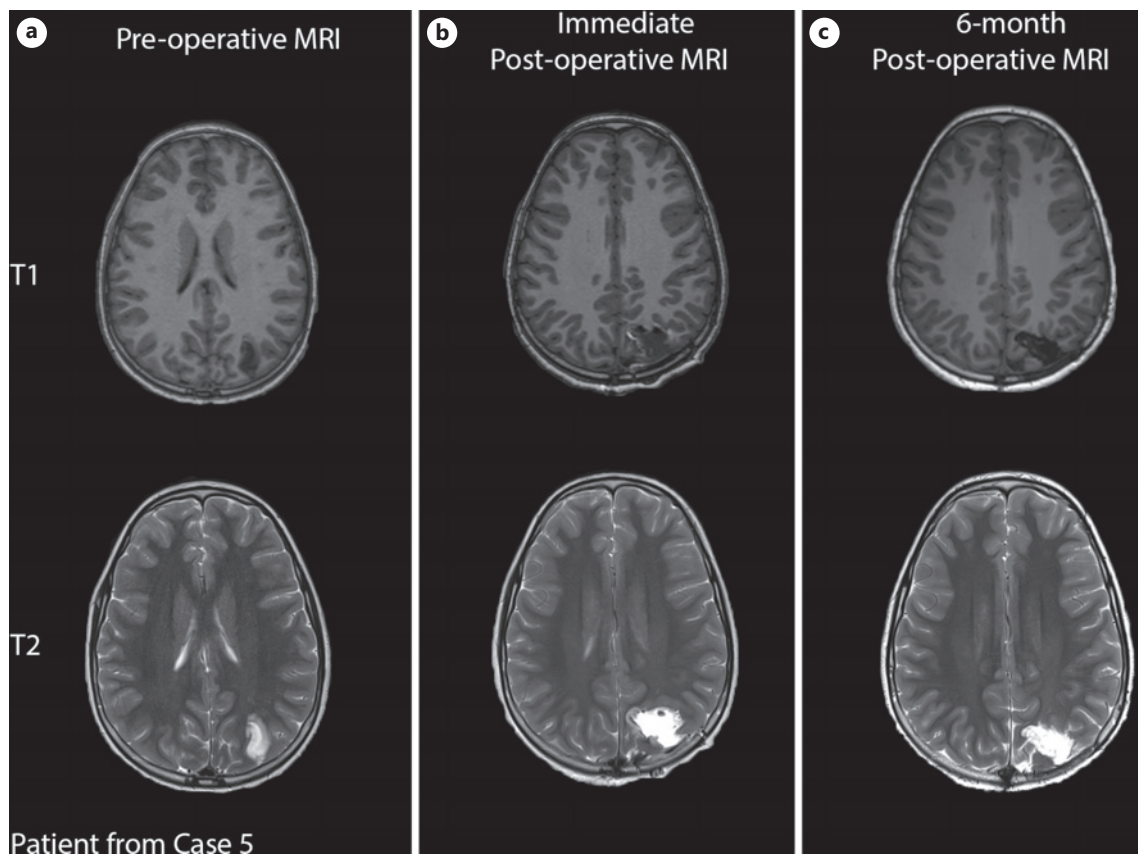 a
Pre-operative MRI
b
Immediate
Post-operative MRI
c
6-month
Post-operative MRI
T1
T2
Patient from Case 5